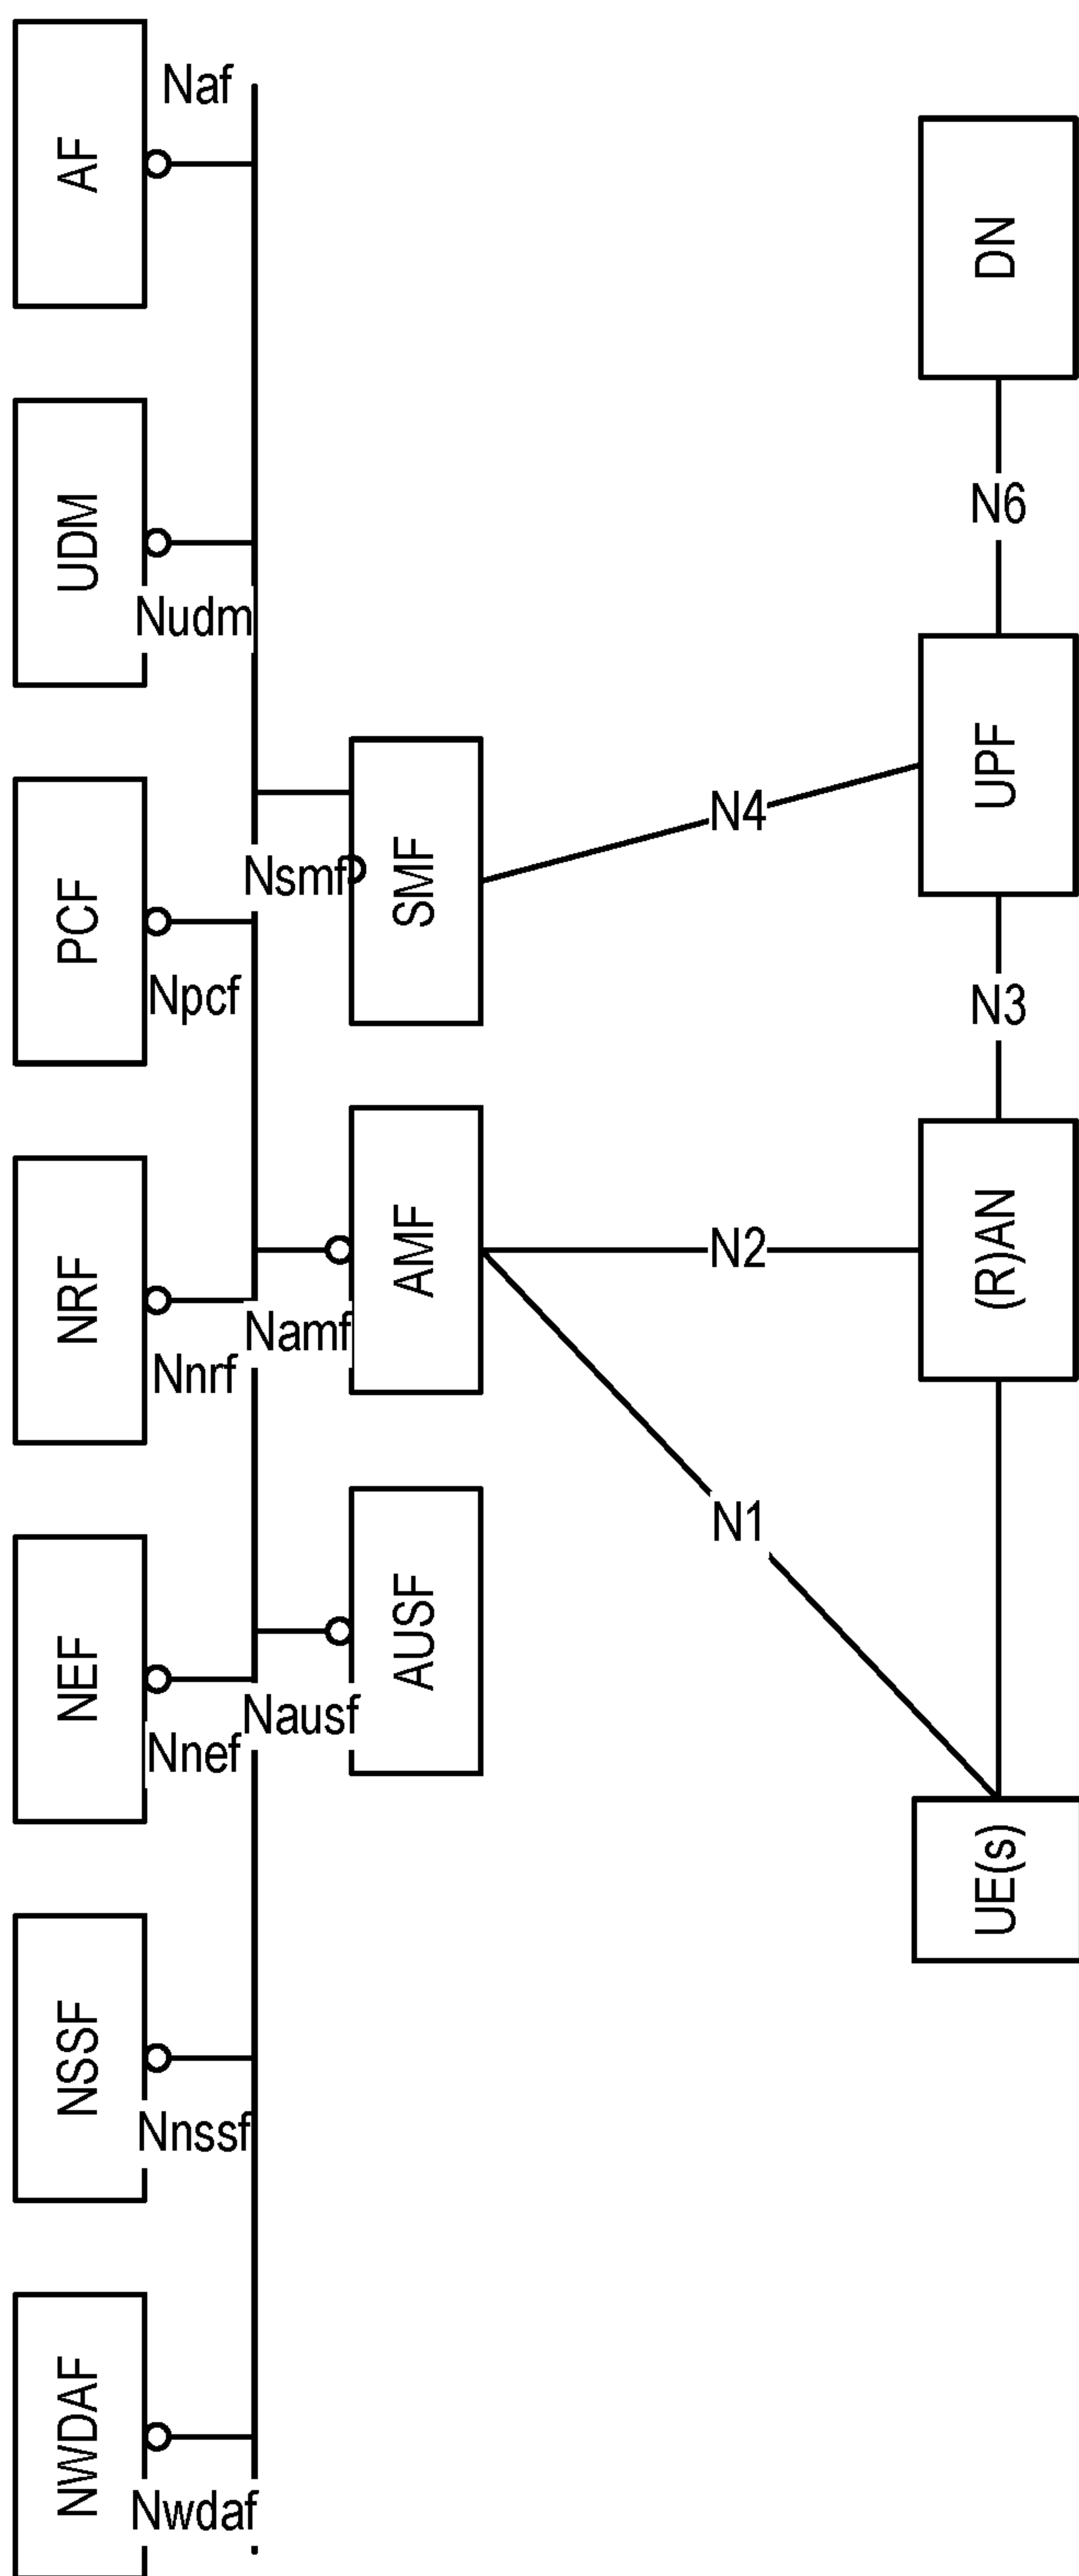 Naf
AF
DN
UDM
N6
Nudm
UPF
N4
PCF
Nsmf
SMF
Npcf
N3
NRF
AMF
N2
(R)AN
Namf
Nnrf
N1
NEF
AUSF
Nausf
Nnef
UE(s)
NSSF
Nnssf
NWDAF
Nwdaf